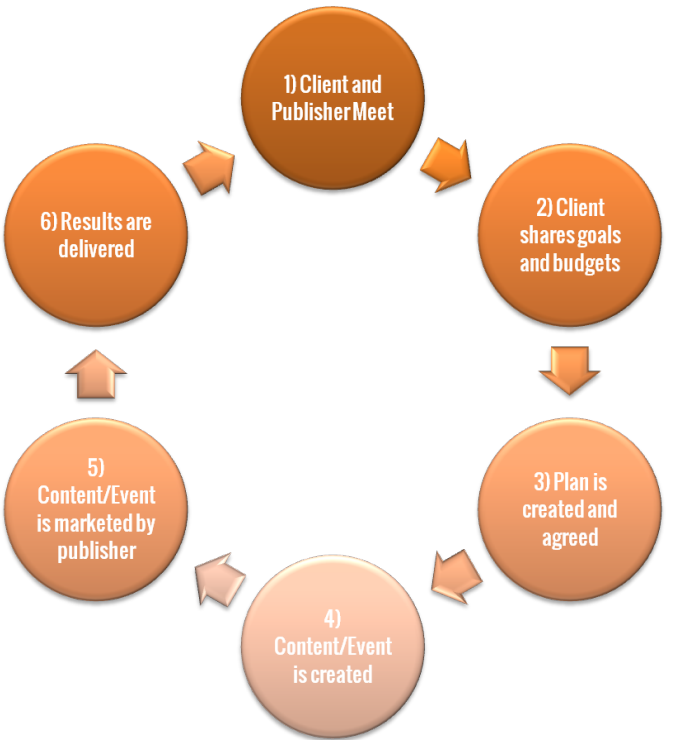 1) Client and
Publisher Meet
2) Client
shares goals
and budgets
3) Plan is
created and
agreed
4)
Content/Event
is created
5)
Content/Event
is marketed by
publisher
6) Results are
delivered